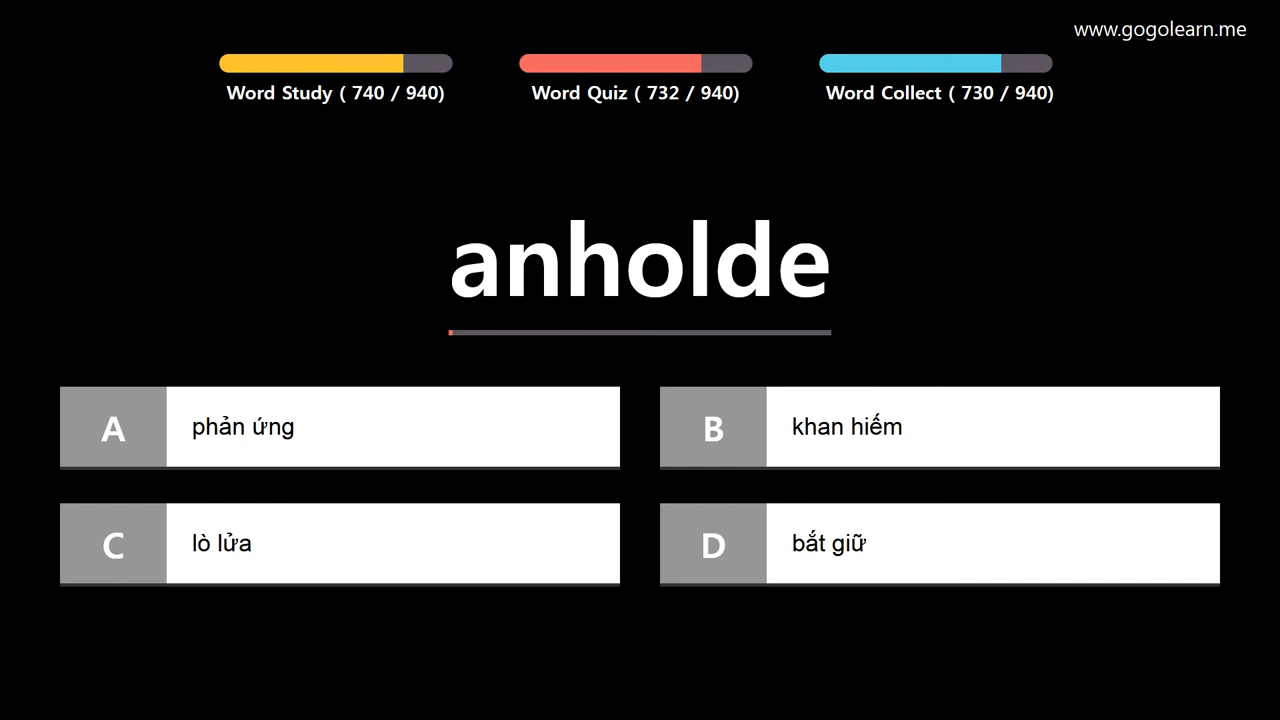 www.gogolearn.me
Word Study ( 740 / 940)
Word Quiz ( 732 / 940)
Word Collect ( 730 / 940)
anholde
A phản ứng
B khan hiếm
C lò lửa
D bắt giữ